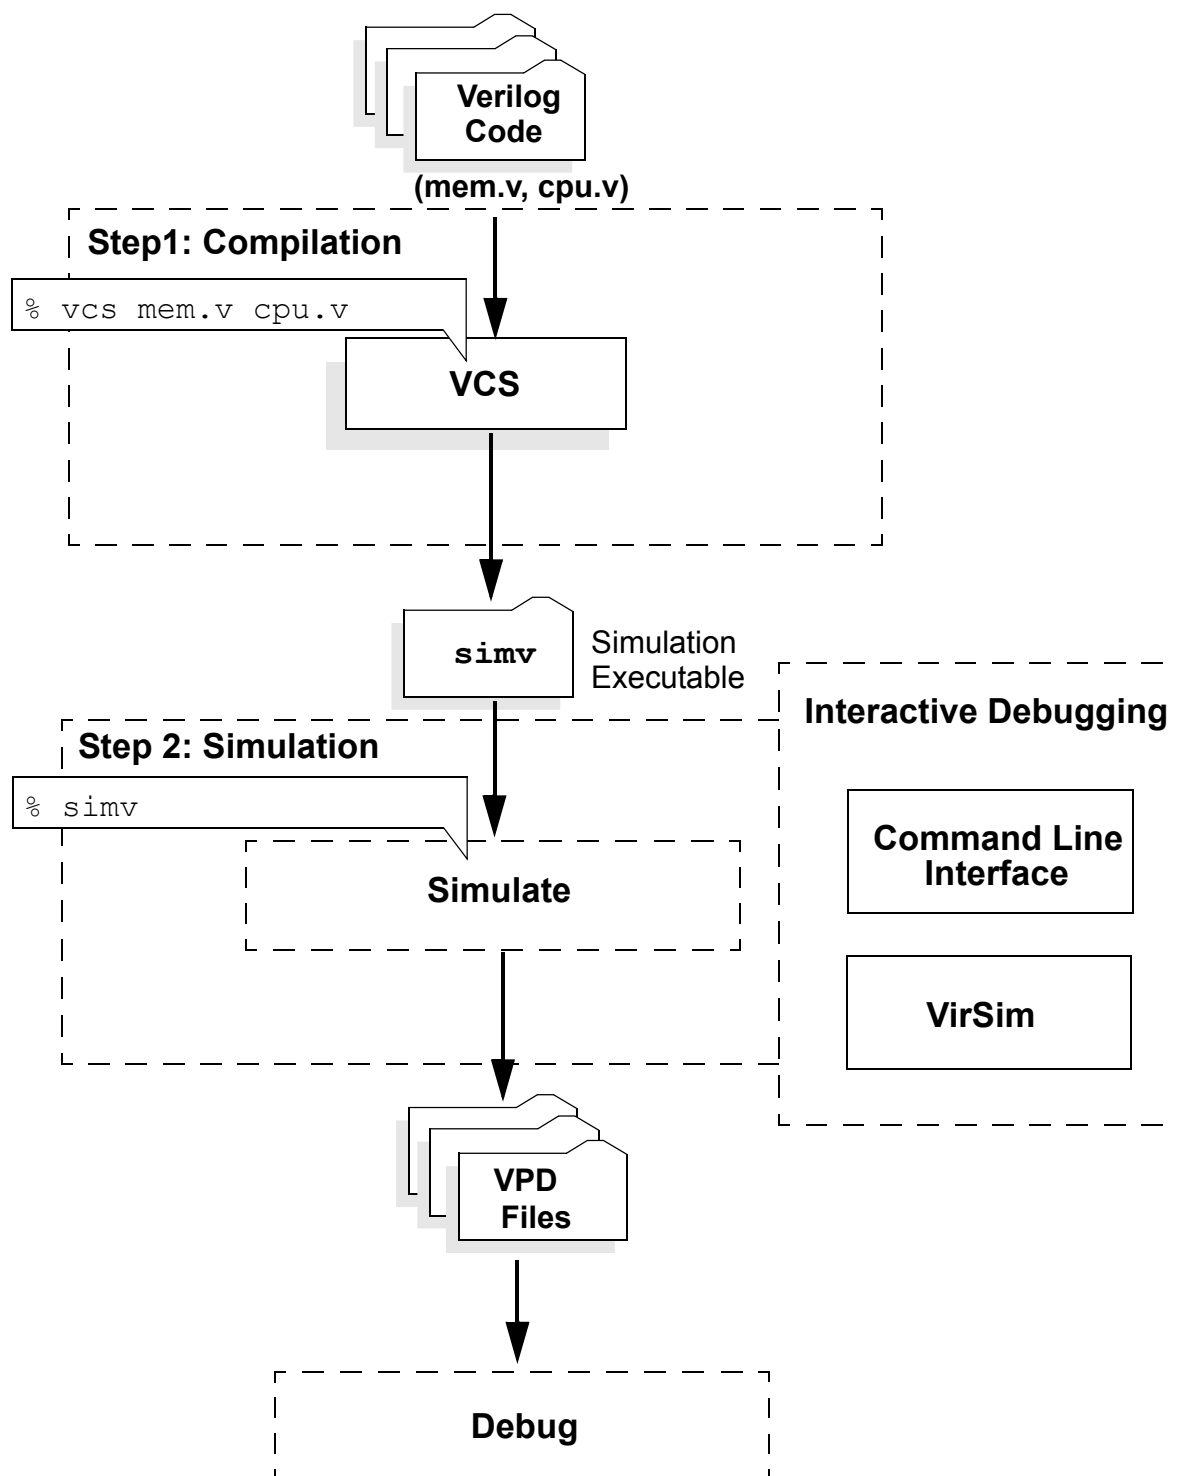 Verilog
Code
(mem.v, cpu.v)
Step1: Compilation
% vcs mem.v cpu.v
VCS
simv
Simulation
Executable
Interactive Debugging
Step 2: Simulation
% simv
Command Line
Interface
Simulate
VirSim
VPD
Files
Debug